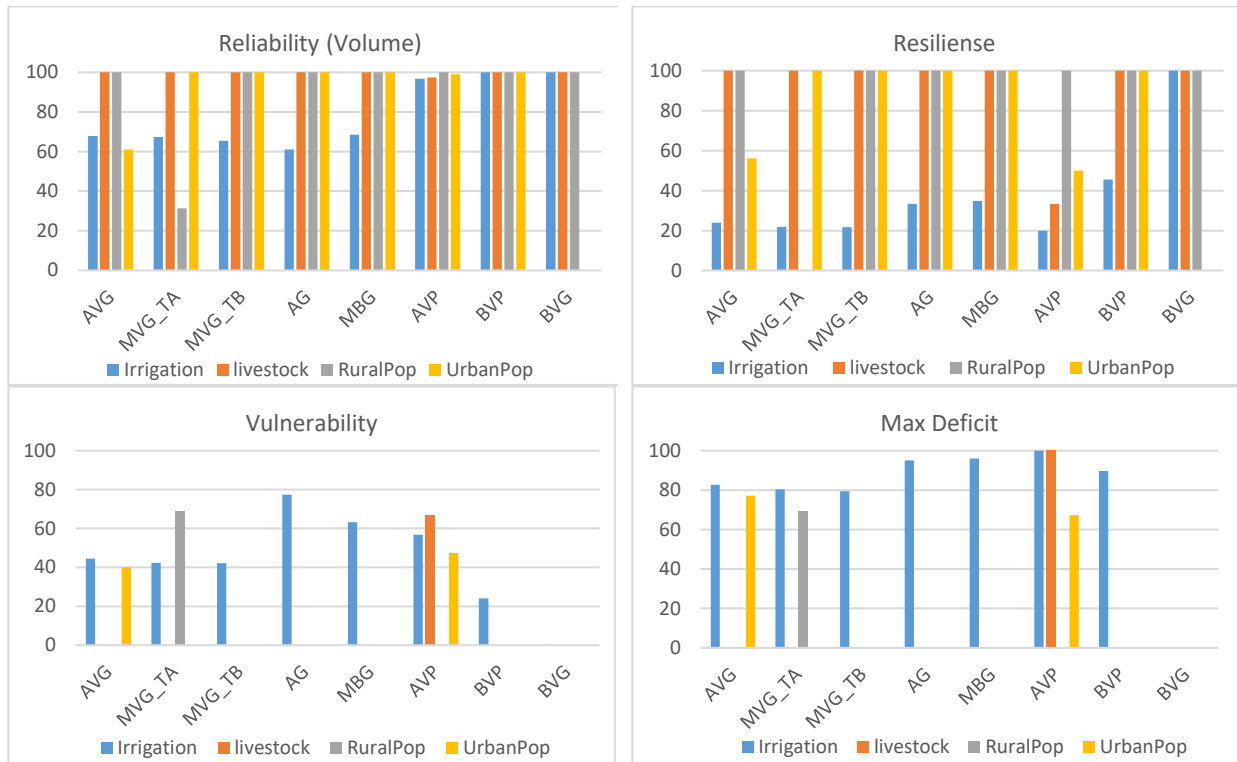 Reliability (Volume)
100
80
60
40
20
0
AVG
MVG_TA
MVG_TB
AG
MBG
AVP
BVP
BVG
Irrigation livestock RuralPop UrbanPop
Resiliense
100
80
60
40
20
0
AVG
MVG_TA
MVG_TB
AG
MBG
AVP
BVP
BVG
Irrigation livestock RuralPop UrbanPop
Vulnerability
100
80
60
40
20
0
AVG
MVG_TA
MVG_TB
AG
MBG
AVP
BVP
BVG
Irrigation livestock RuralPop UrbanPop
Max Deficit
100
80
60
40
20
0
AVG
MVG_TA
MVG_TB
AG
MBG
AVP
BVP
BVG
Irrigation livestock RuralPop UrbanPop